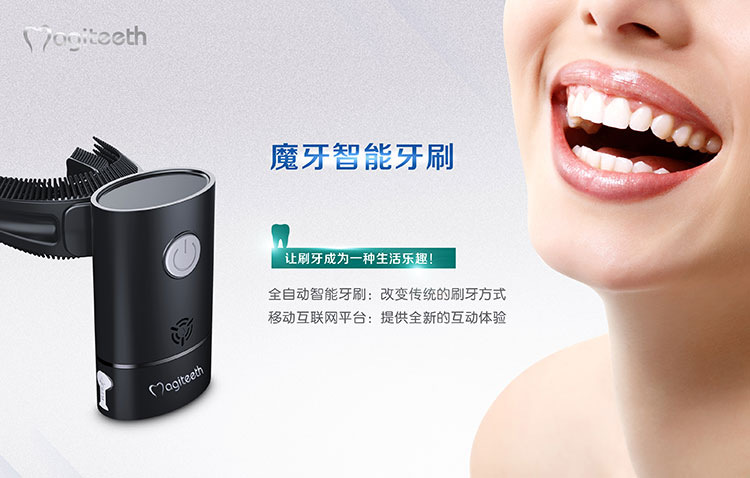 Magiteeth
魔牙智能牙刷
让刷牙成为一种生活乐趣!
全自动智能牙刷：改变传统的刷牙方式
移动互联网平台：提供全新的互动体验
Magiteeth